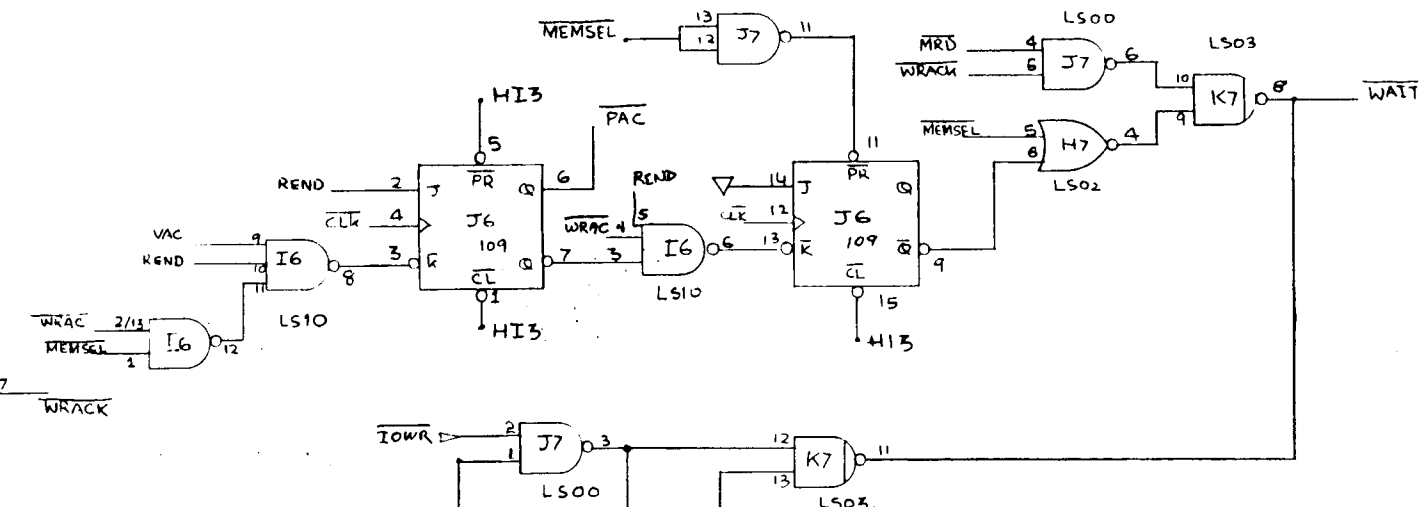 LS00
MEMSEL 13 12 J7 11
MRD 4 J7 6 LS03
WRACK 6 10 K7 8 WAIT
9
HI3 PAC
MEMSEL 5 H7 4
6
LS02
5 11
REND 2 J PR Q 6 REND 14 J PR Q
CLK 4 J6 WRAC 4 5 I6 6 CLK 12 J6
VAC 9 109 109
REND 10 I6 8 3 K Q 7 3 13 K Q 9
11 CL LS10 CL
LS10 1 15
WRAC 2/13 I6 12 HI3 HI3
MEMSEL 1
7 WRACK
IOWR 2 J7 3 12 K7 11
1 13
LS00 LS03